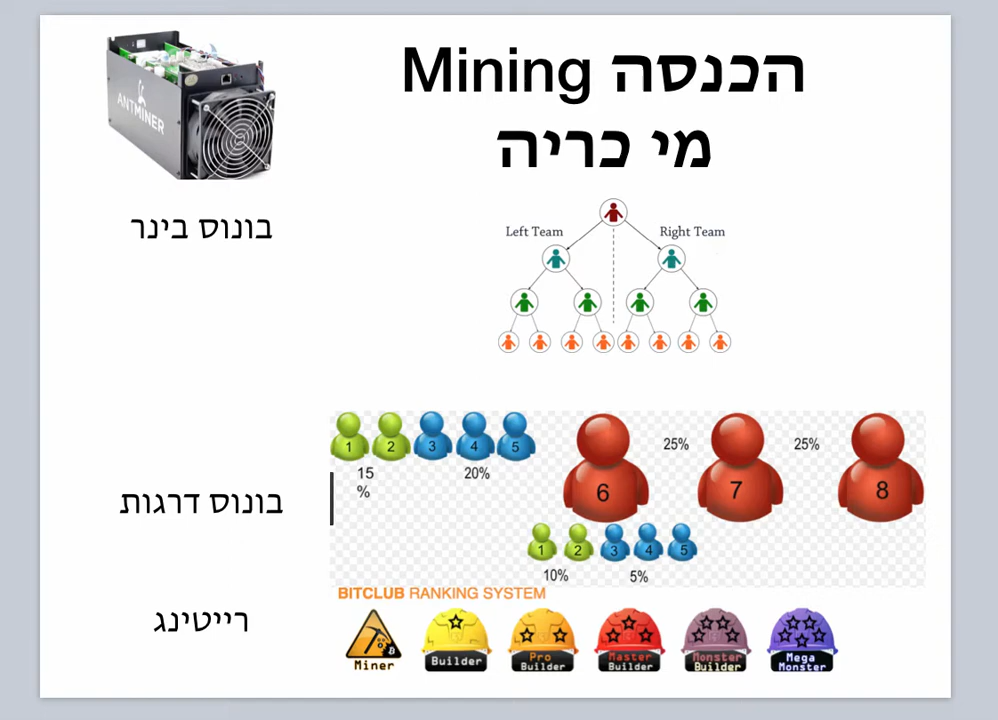 הכנסה Mining
מי כריה
ANTMINER
בונוס בינר
Left Team
Right Team
בונוס דרגות
1 2 3 4 5
15 %
20%
6 7 8
25%
25%
1 2 3 4 5
10%
5%
BITCLUB RANKING SYSTEM
רייטינג
Miner
Builder
Pro Builder
Master Builder
Monster Builder
Mega Monster